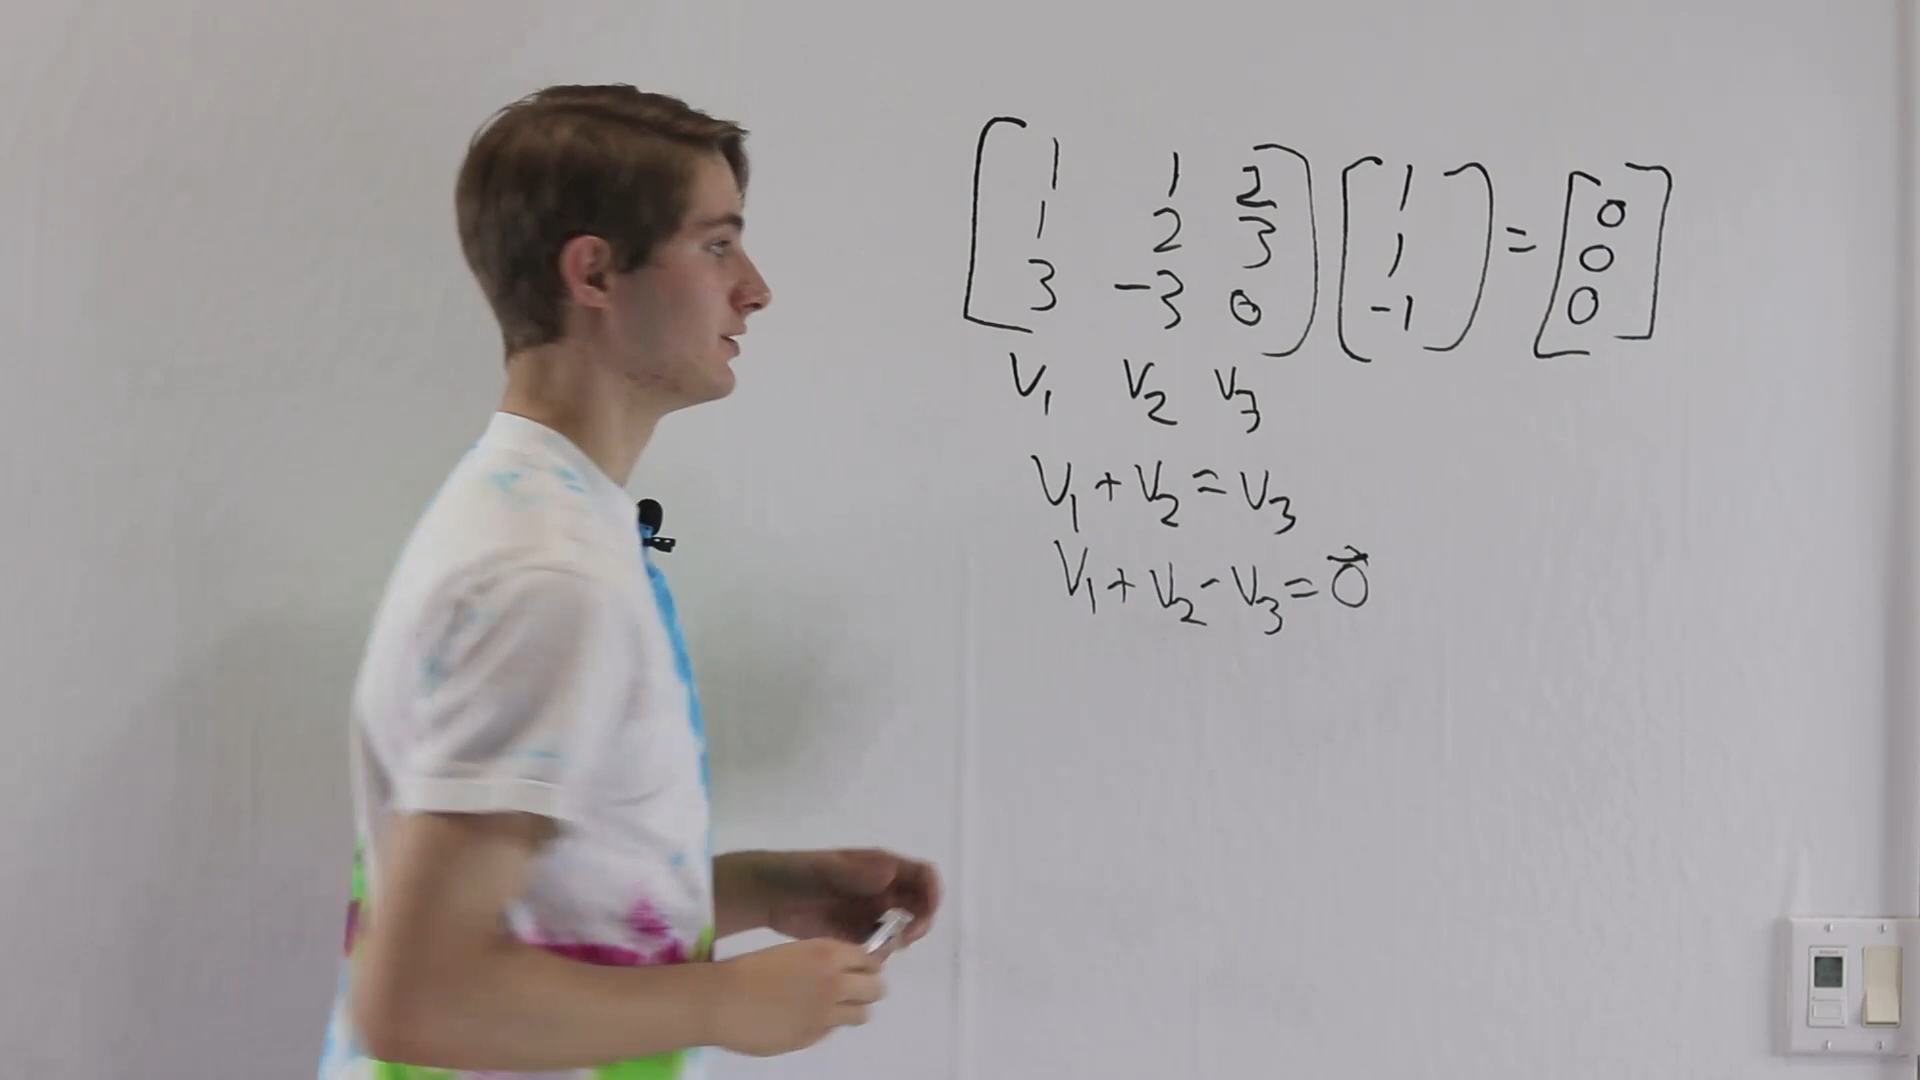 1 1 2 1 0
1 2 3 1 = 0
3 -3 0 -1 0
V1 V2 V3
V1 + V2 = V3
V1 + V2 - V3 = 0⃗